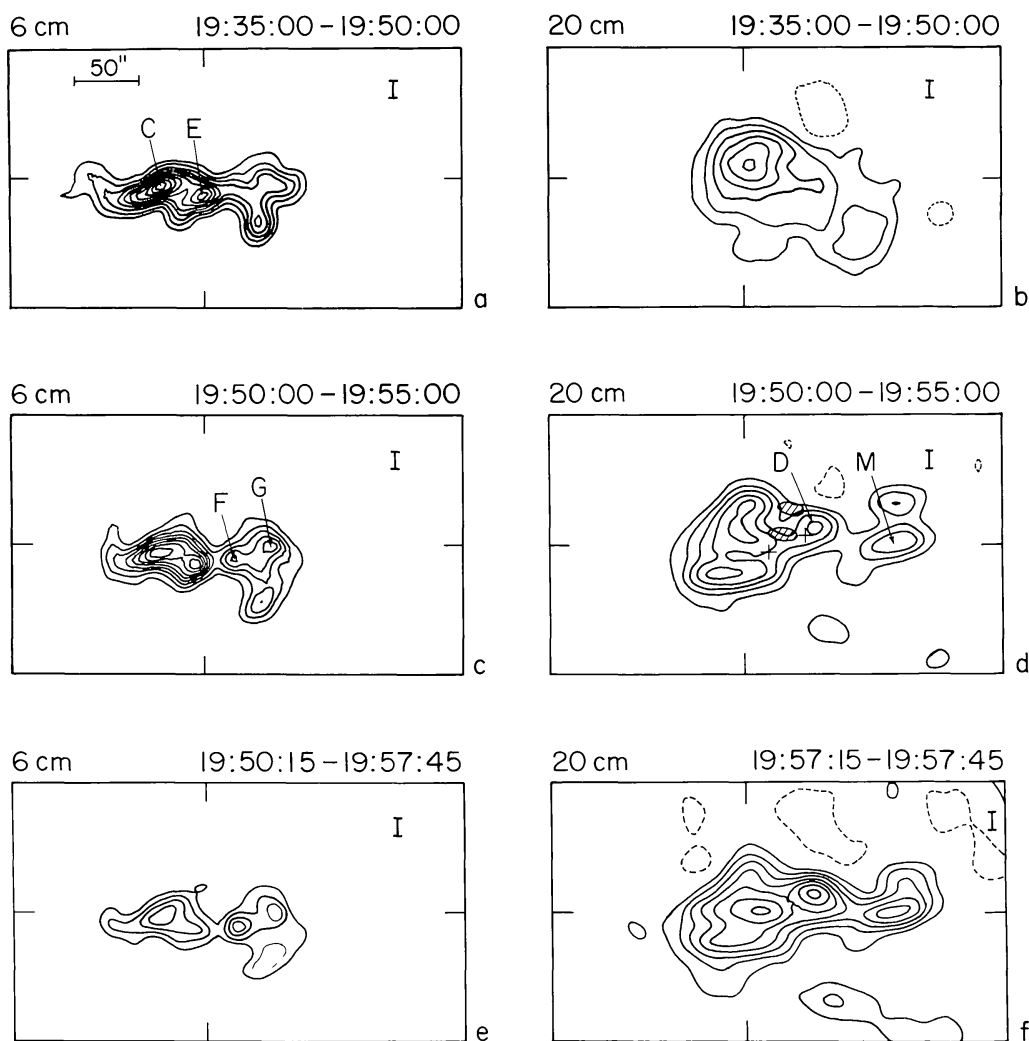 6 cm 19:35:00–19:50:00
50"
I
C E
a
20 cm 19:35:00–19:50:00
I
b
6 cm 19:50:00–19:55:00
I
F G
c
20 cm 19:50:00–19:55:00
D M I
d
6 cm 19:50:15–19:57:45
I
e
20 cm 19:57:15–19:57:45
I
f